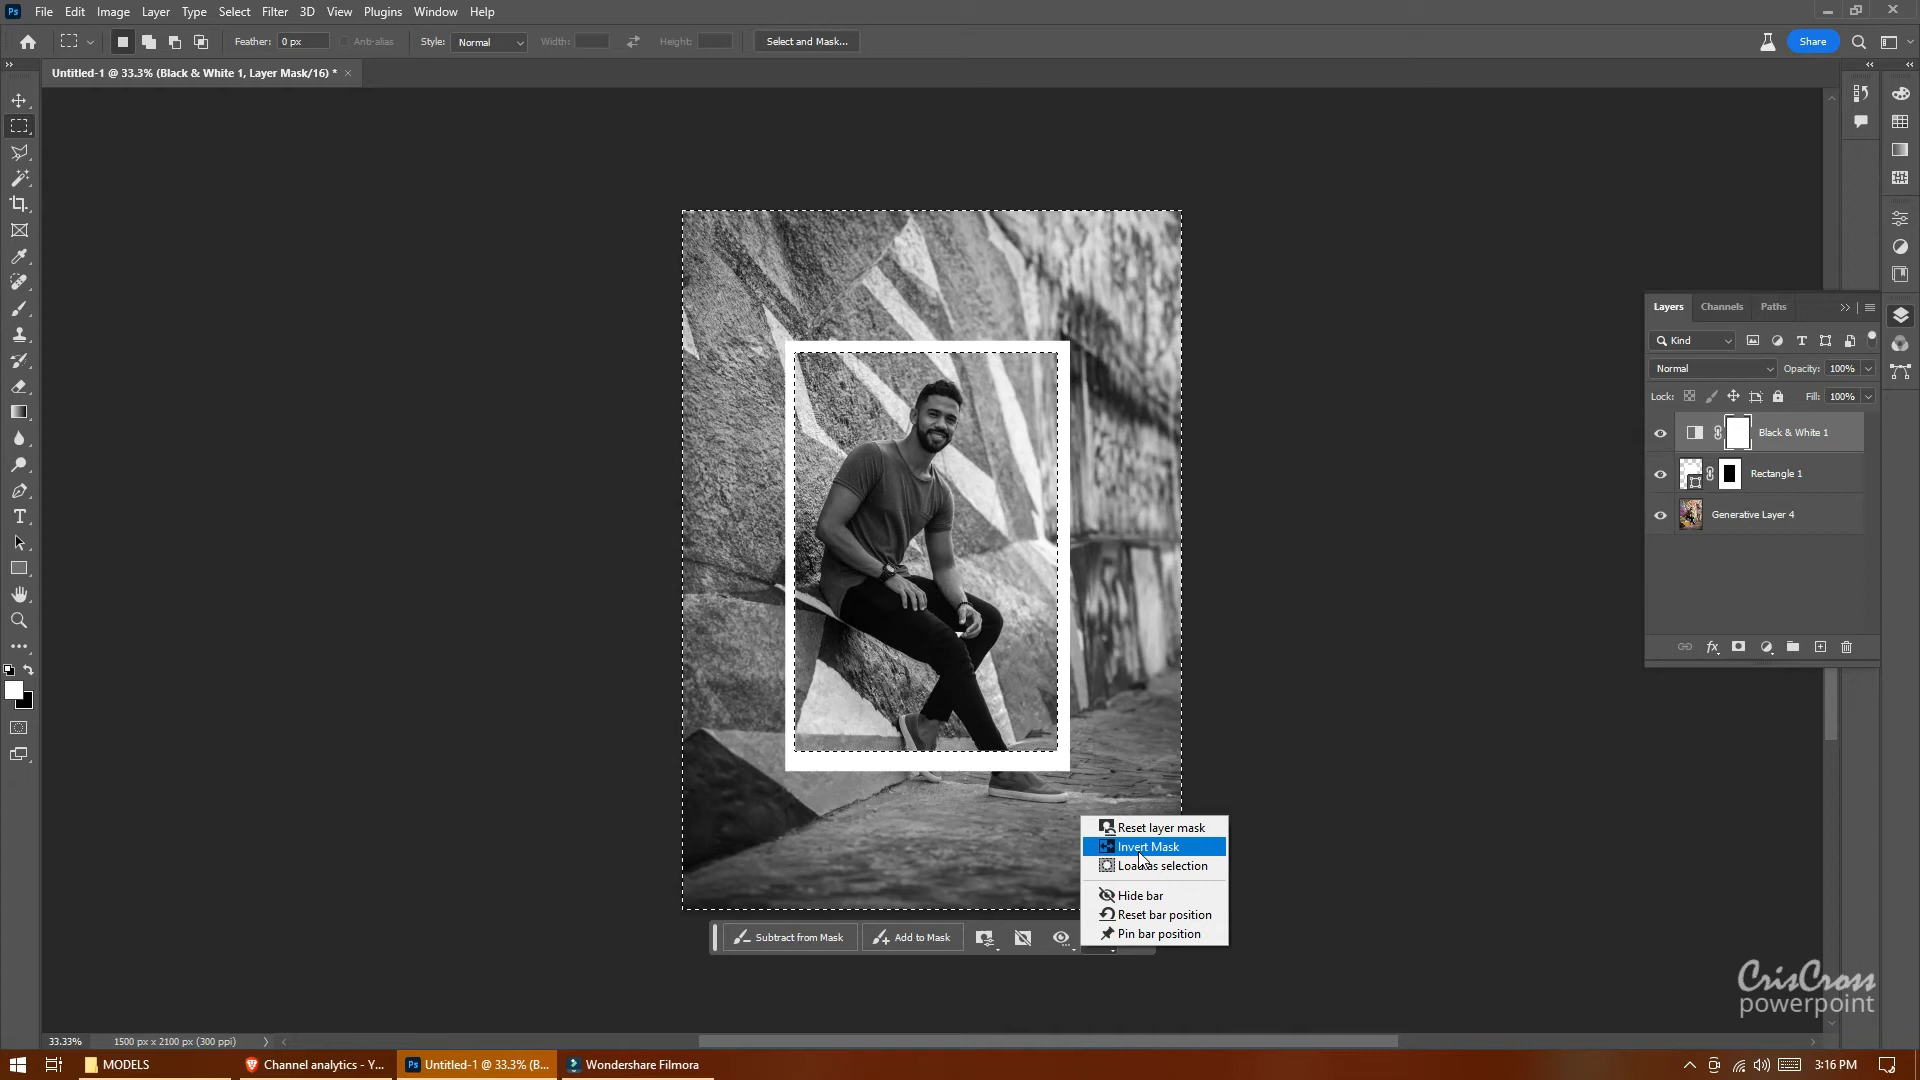 File Edit Image Layer Type Select Filter 3D View Plugins Window Help
Feather: 0 px Anti-alias Style: Normal Width: Height: Select and Mask... Share
Untitled-1 @ 33.3% (Black & White 1, Layer Mask/16) *
Layers Channels Paths
Kind
Normal Opacity: 100%
Lock: Fill: 100%
Black & White 1
Rectangle 1
Generative Layer 4
Reset layer mask
Invert Mask
Load as selection
Hide bar
Reset bar position
Pin bar position
Subtract from Mask Add to Mask
CrisCross
powerpoint
33.33% 1500 px x 2100 px (300 ppi)
MODELS Channel analytics - Y... Ps Untitled-1 @ 33.3% (B... Wondershare Filmora 3:16 PM